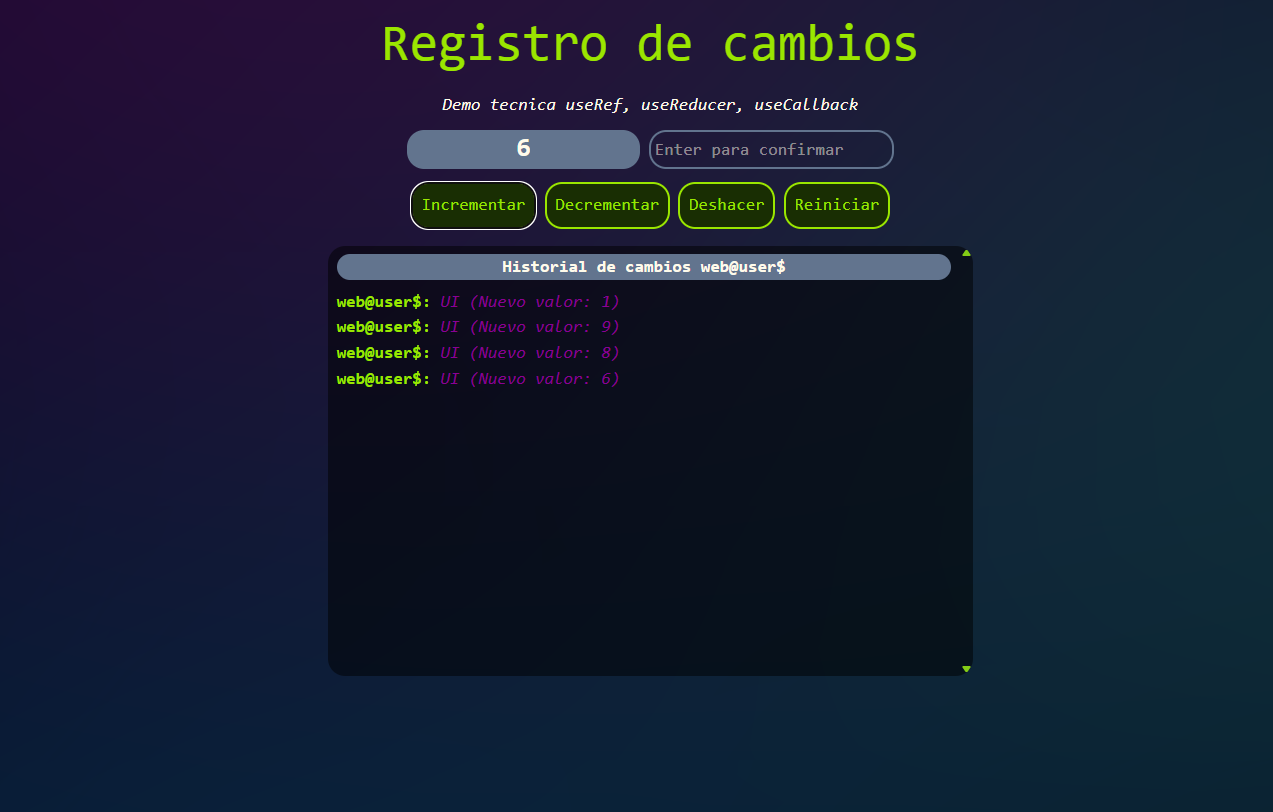 Registro de cambios
Demo tecnica useRef, useReducer, useCallback
6 Enter para confirmar
Incrementar Decrementar Deshacer Reiniciar
Historial de cambios web@user$
web@user$: UI (Nuevo valor: 1)
web@user$: UI (Nuevo valor: 9)
web@user$: UI (Nuevo valor: 8)
web@user$: UI (Nuevo valor: 6)